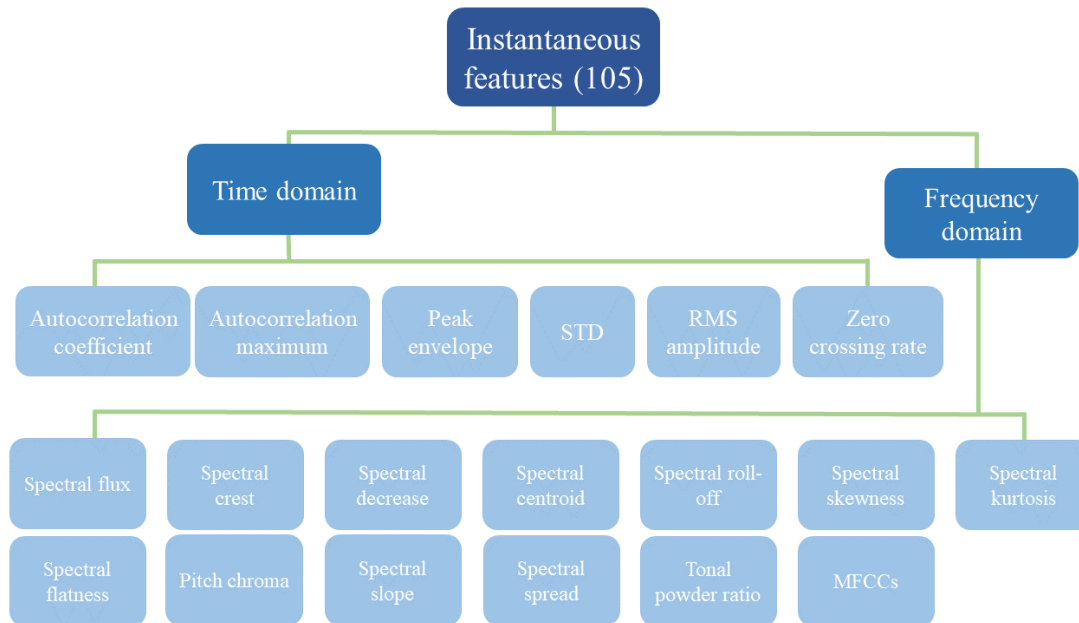 Instantaneous
features (105)
Time domain
Frequency
domain
Autocorrelation
coefficient
Autocorrelation
maximum
Peak
envelope
STD
RMS
amplitude
Zero
crossing rate
Spectral flux
Spectral
crest
Spectral
decrease
Spectral
centroid
Spectral roll-
off
Spectral
skewness
Spectral
kurtosis
Spectral
flatness
Pitch chroma
Spectral
slope
Spectral
spread
Tonal
powder ratio
MFCCs